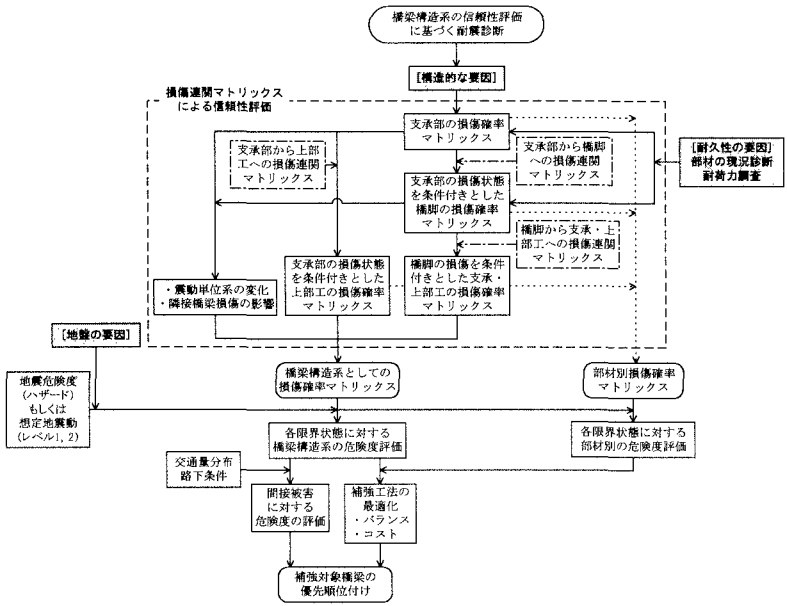 橋梁構造系の信頼性評価
に基づく耐震診断
[構造的な要因]
損傷連関マトリックス
による信頼性評価
支承部の損傷確率
マトリックス
支承部から上部
工への損傷連関
マトリックス
支承部から橋脚
への損傷連関
マトリックス
[耐久性の要因]
部材の現況診断
耐荷力調査
支承部の損傷状態
を条件付きとした
橋脚の損傷確率
マトリックス
橋脚から支承・上
部工への損傷連関
マトリックス
・震動単位系の変化
・隣接橋梁損傷の影響
支承部の損傷状態
を条件付きとした
上部工の損傷確率
マトリックス
橋脚の損傷を条件
付きとした支承・
上部工の損傷確率
マトリックス
[地盤の要因]
地震危険度
(ハザード)
もしくは
想定地震動
(レベル1, 2)
橋梁構造系としての
損傷確率マトリックス
部材別損傷確率
マトリックス
各限界状態に対する
橋梁構造系の危険度評価
各限界状態に対する
部材別の危険度評価
交通量分布
路下条件
間接被害
に対する
危険度の評価
補強工法の
最適化
・バランス
・コスト
補強対象橋梁の
優先順位付け